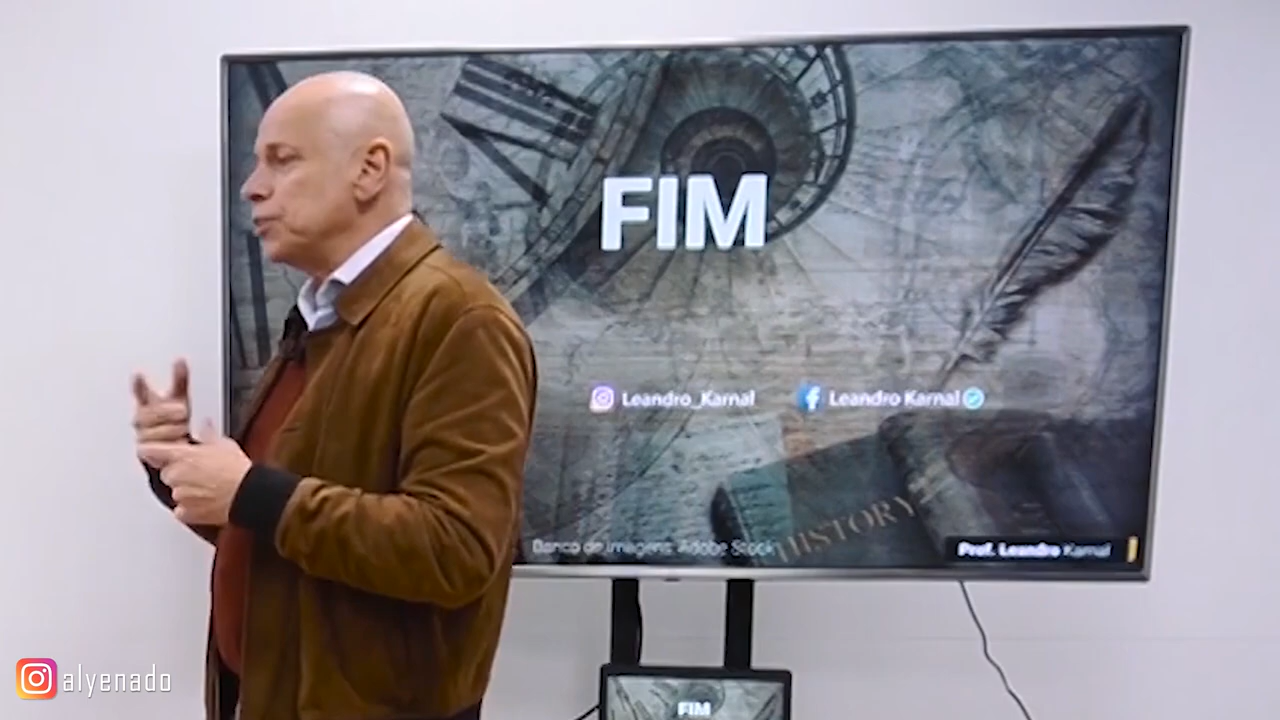 FIM
Leandro_Karnal
Leandro Karnal
Banco de imagens: Adobe Stock
HISTORY
Prof. Leandro Karnal
alyenado
FIM